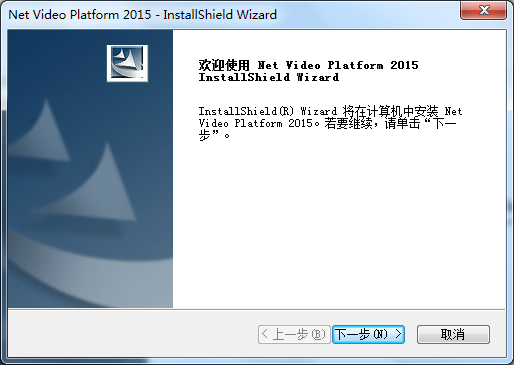 Net Video Platform 2015 - InstallShield Wizard
欢迎使用 Net Video Platform 2015
InstallShield Wizard
InstallShield(R) Wizard 将在计算机中安装 Net
Video Platform 2015。若要继续，请单击“下一
步”。
< 上一步(B) 下一步(N) > 取消